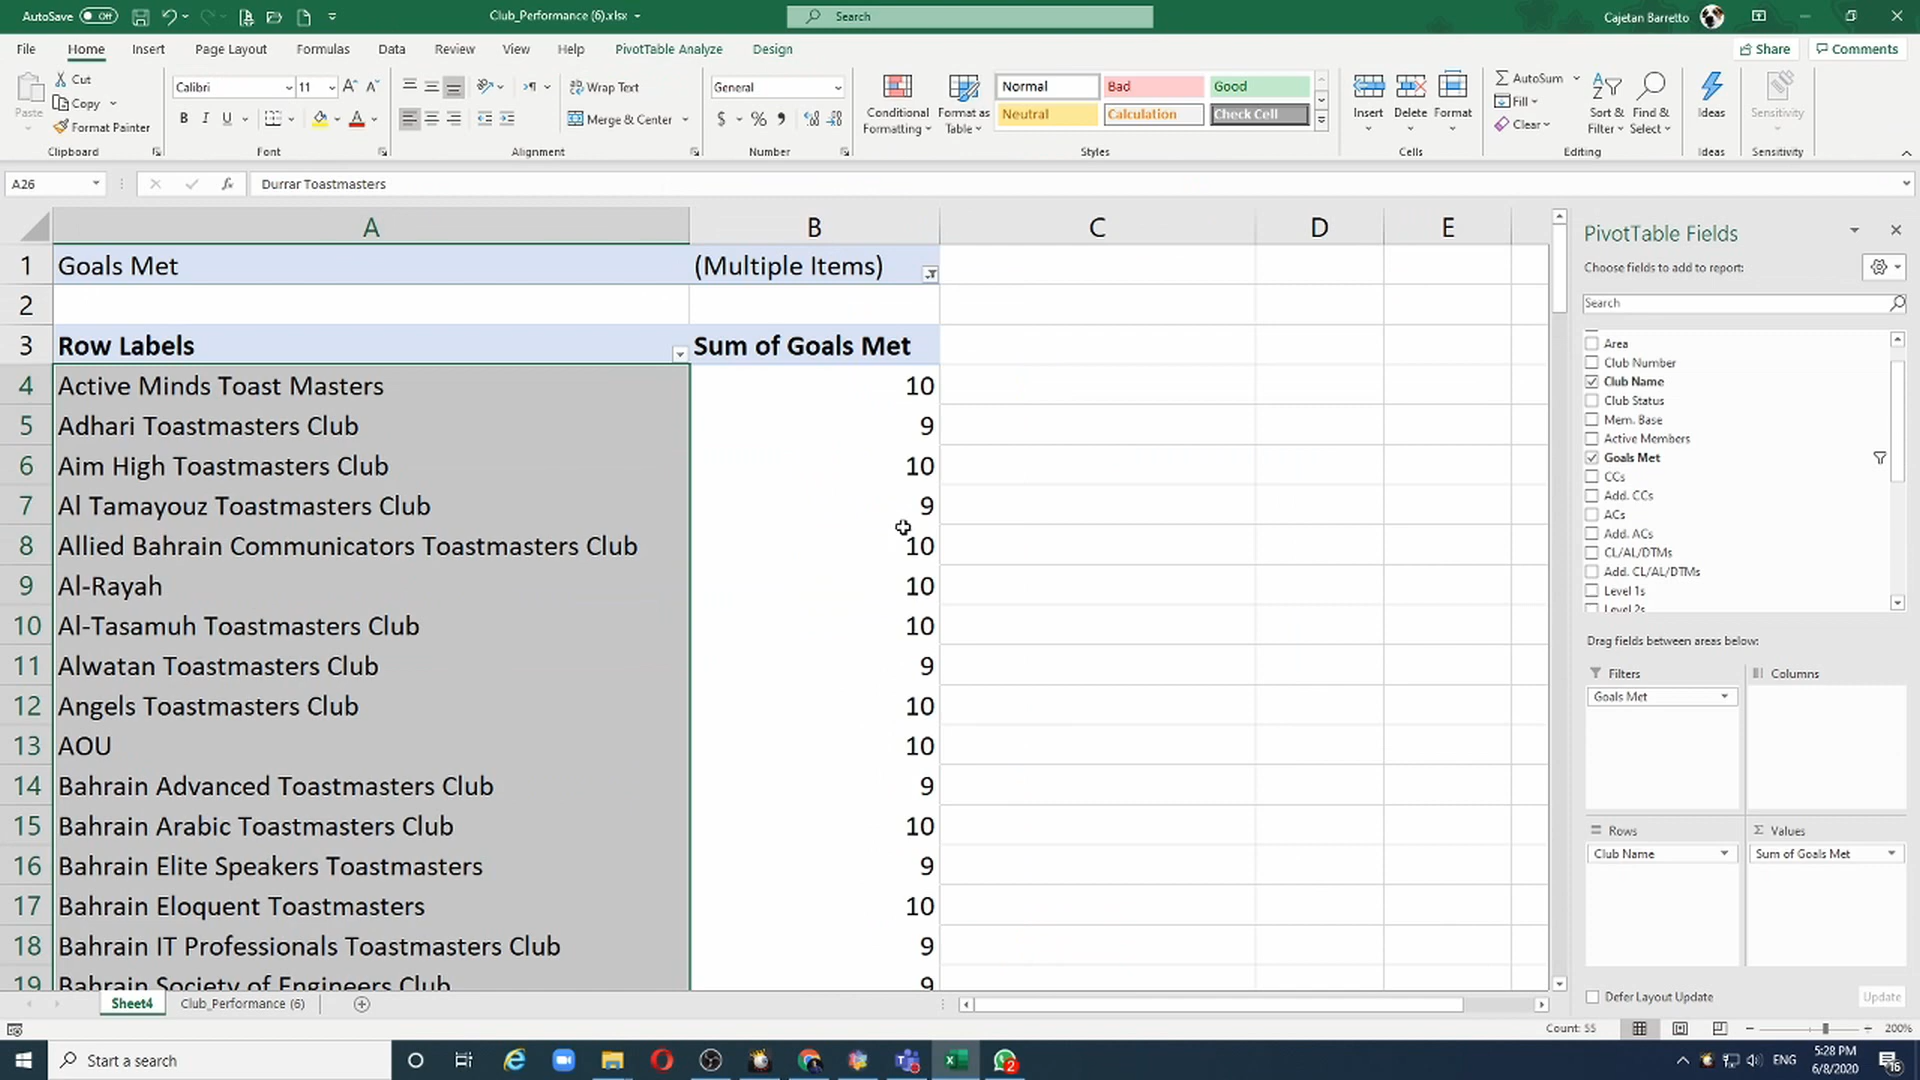 AutoSave Off
Club_Performance (6).xlsx
Search
Cajetan Barretto
File Home Insert Page Layout Formulas Data Review View Help PivotTable Analyze Design
Share Comments
Paste
Cut
Copy
Format Painter
Clipboard
Calibri 11
B I U
Font
Wrap Text
Merge & Center
Alignment
General
$ % ,
Number
Conditional Formatting
Format as Table
Normal Bad Good
Neutral Calculation Check Cell
Styles
Insert Delete Format
Cells
AutoSum
Fill
Clear
Sort & Filter
Find & Select
Editing
Ideas
Ideas
Sensitivity
Sensitivity
A26 fx Durrar Toastmasters
A B C D E
1 Goals Met (Multiple Items)
2
3 Row Labels Sum of Goals Met
4 Active Minds Toast Masters 10
5 Adhari Toastmasters Club 9
6 Aim High Toastmasters Club 10
7 Al Tamayouz Toastmasters Club 9
8 Allied Bahrain Communicators Toastmasters Club 10
9 Al-Rayah 10
10 Al-Tasamuh Toastmasters Club 10
11 Alwatan Toastmasters Club 9
12 Angels Toastmasters Club 10
13 AOU 10
14 Bahrain Advanced Toastmasters Club 9
15 Bahrain Arabic Toastmasters Club 10
16 Bahrain Elite Speakers Toastmasters 9
17 Bahrain Eloquent Toastmasters 10
18 Bahrain IT Professionals Toastmasters Club 9
19 Bahrain Society of Engineers Club 9
PivotTable Fields
Choose fields to add to report:
Search
Area
Club Number
Club Name
Club Status
Mem. Base
Active Members
Goals Met
CCs
Add. CCs
ACs
Add. ACs
CL/AL/DTMs
Add. CL/AL/DTMs
Level 1s
Level 2s
Drag fields between areas below:
Filters Columns
Goals Met
Rows Values
Club Name Sum of Goals Met
Defer Layout Update Update
Sheet4 Club_Performance (6)
Count: 55 200%
Start a search
2
ENG
5:28 PM
6/8/2020
16